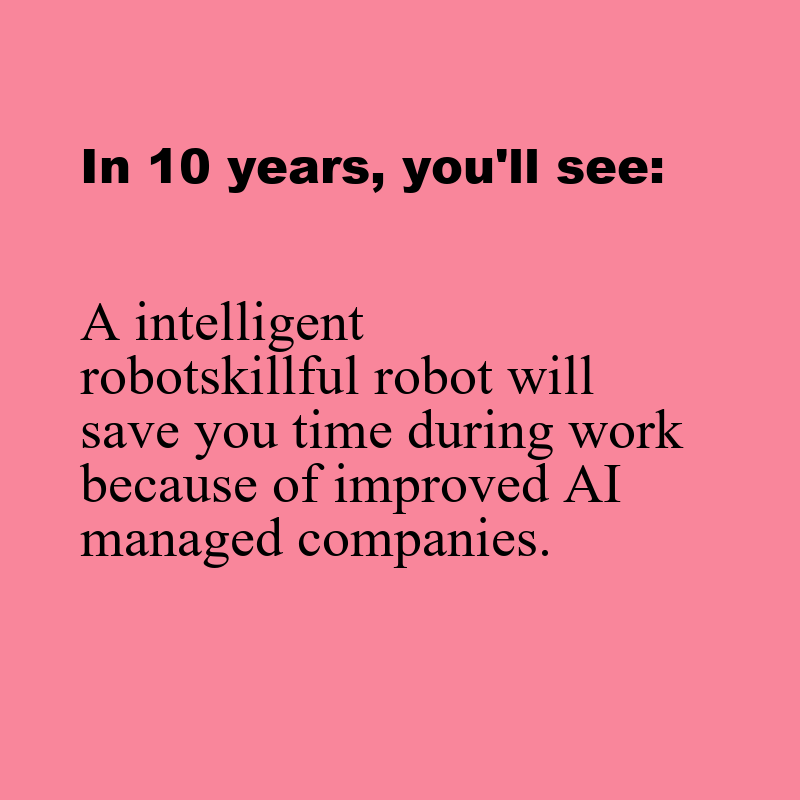 In 10 years, you'll see:
A intelligent
robotskillful robot will
save you time during work
because of improved AI
managed companies.